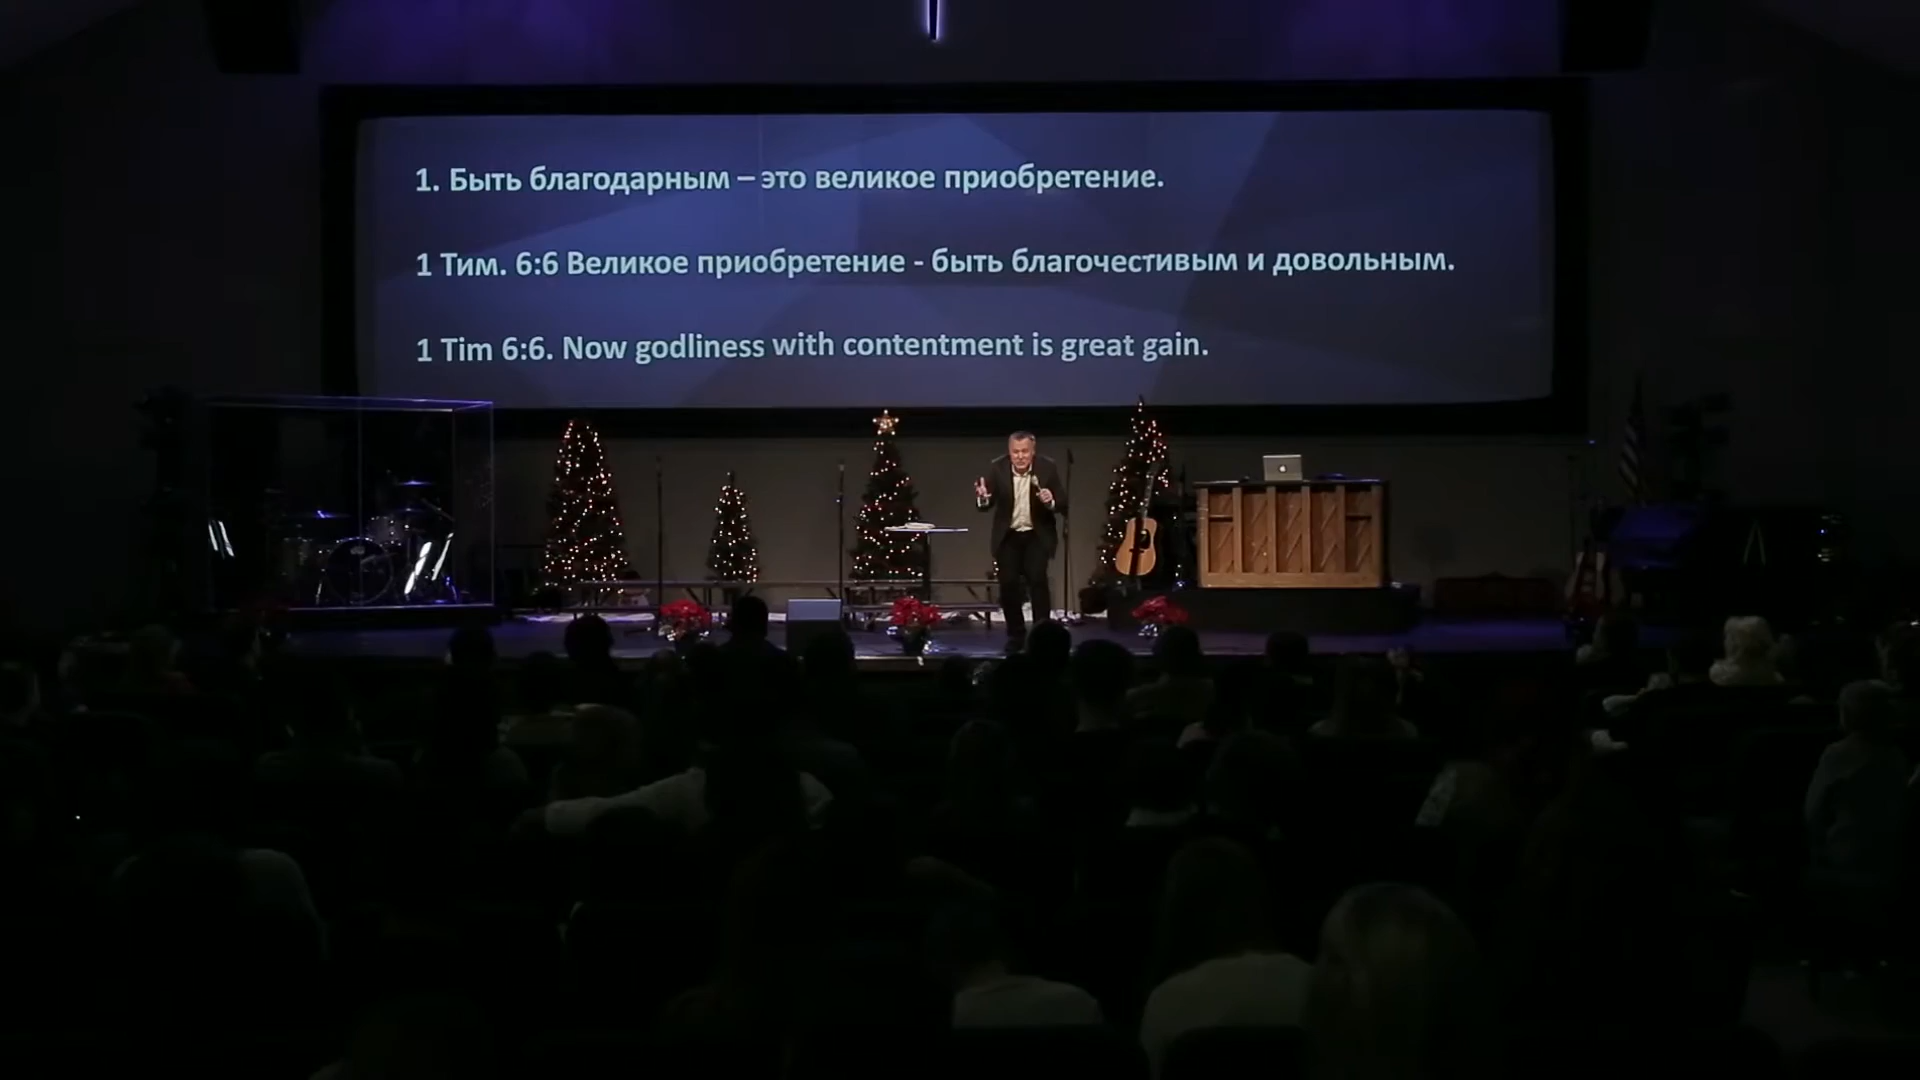 1. Быть благодарным – это великое приобретение.
1 Тим. 6:6 Великое приобретение - быть благочестивым и довольным.
1 Tim 6:6. Now godliness with contentment is great gain.